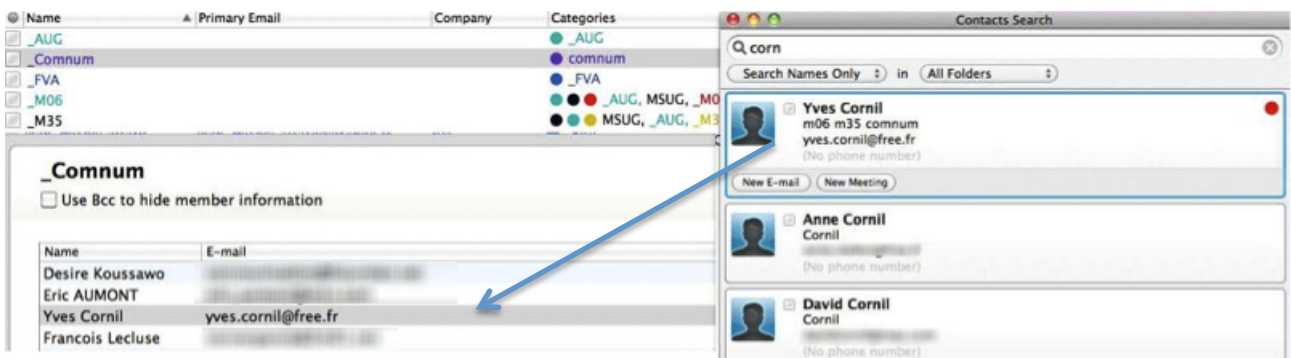 Name Primary Email Company Categories
_AUG _AUG
_Comnum comnum
_FVA _FVA
_M06 _AUG, MSUG, _M0
_M35 MSUG, _AUG, _M3
_Comnum
Use Bcc to hide member information
Name E-mail
Desire Koussawo
Eric AUMONT
Yves Cornil yves.cornil@free.fr
Francois Lecluse
Contacts Search
corn
Search Names Only in All Folders
Yves Cornil
m06 m35 comnum
yves.cornil@free.fr
(No phone number)
New E-mail New Meeting
Anne Cornil
Cornil
(No phone number)
David Cornil
Cornil
(No phone number)